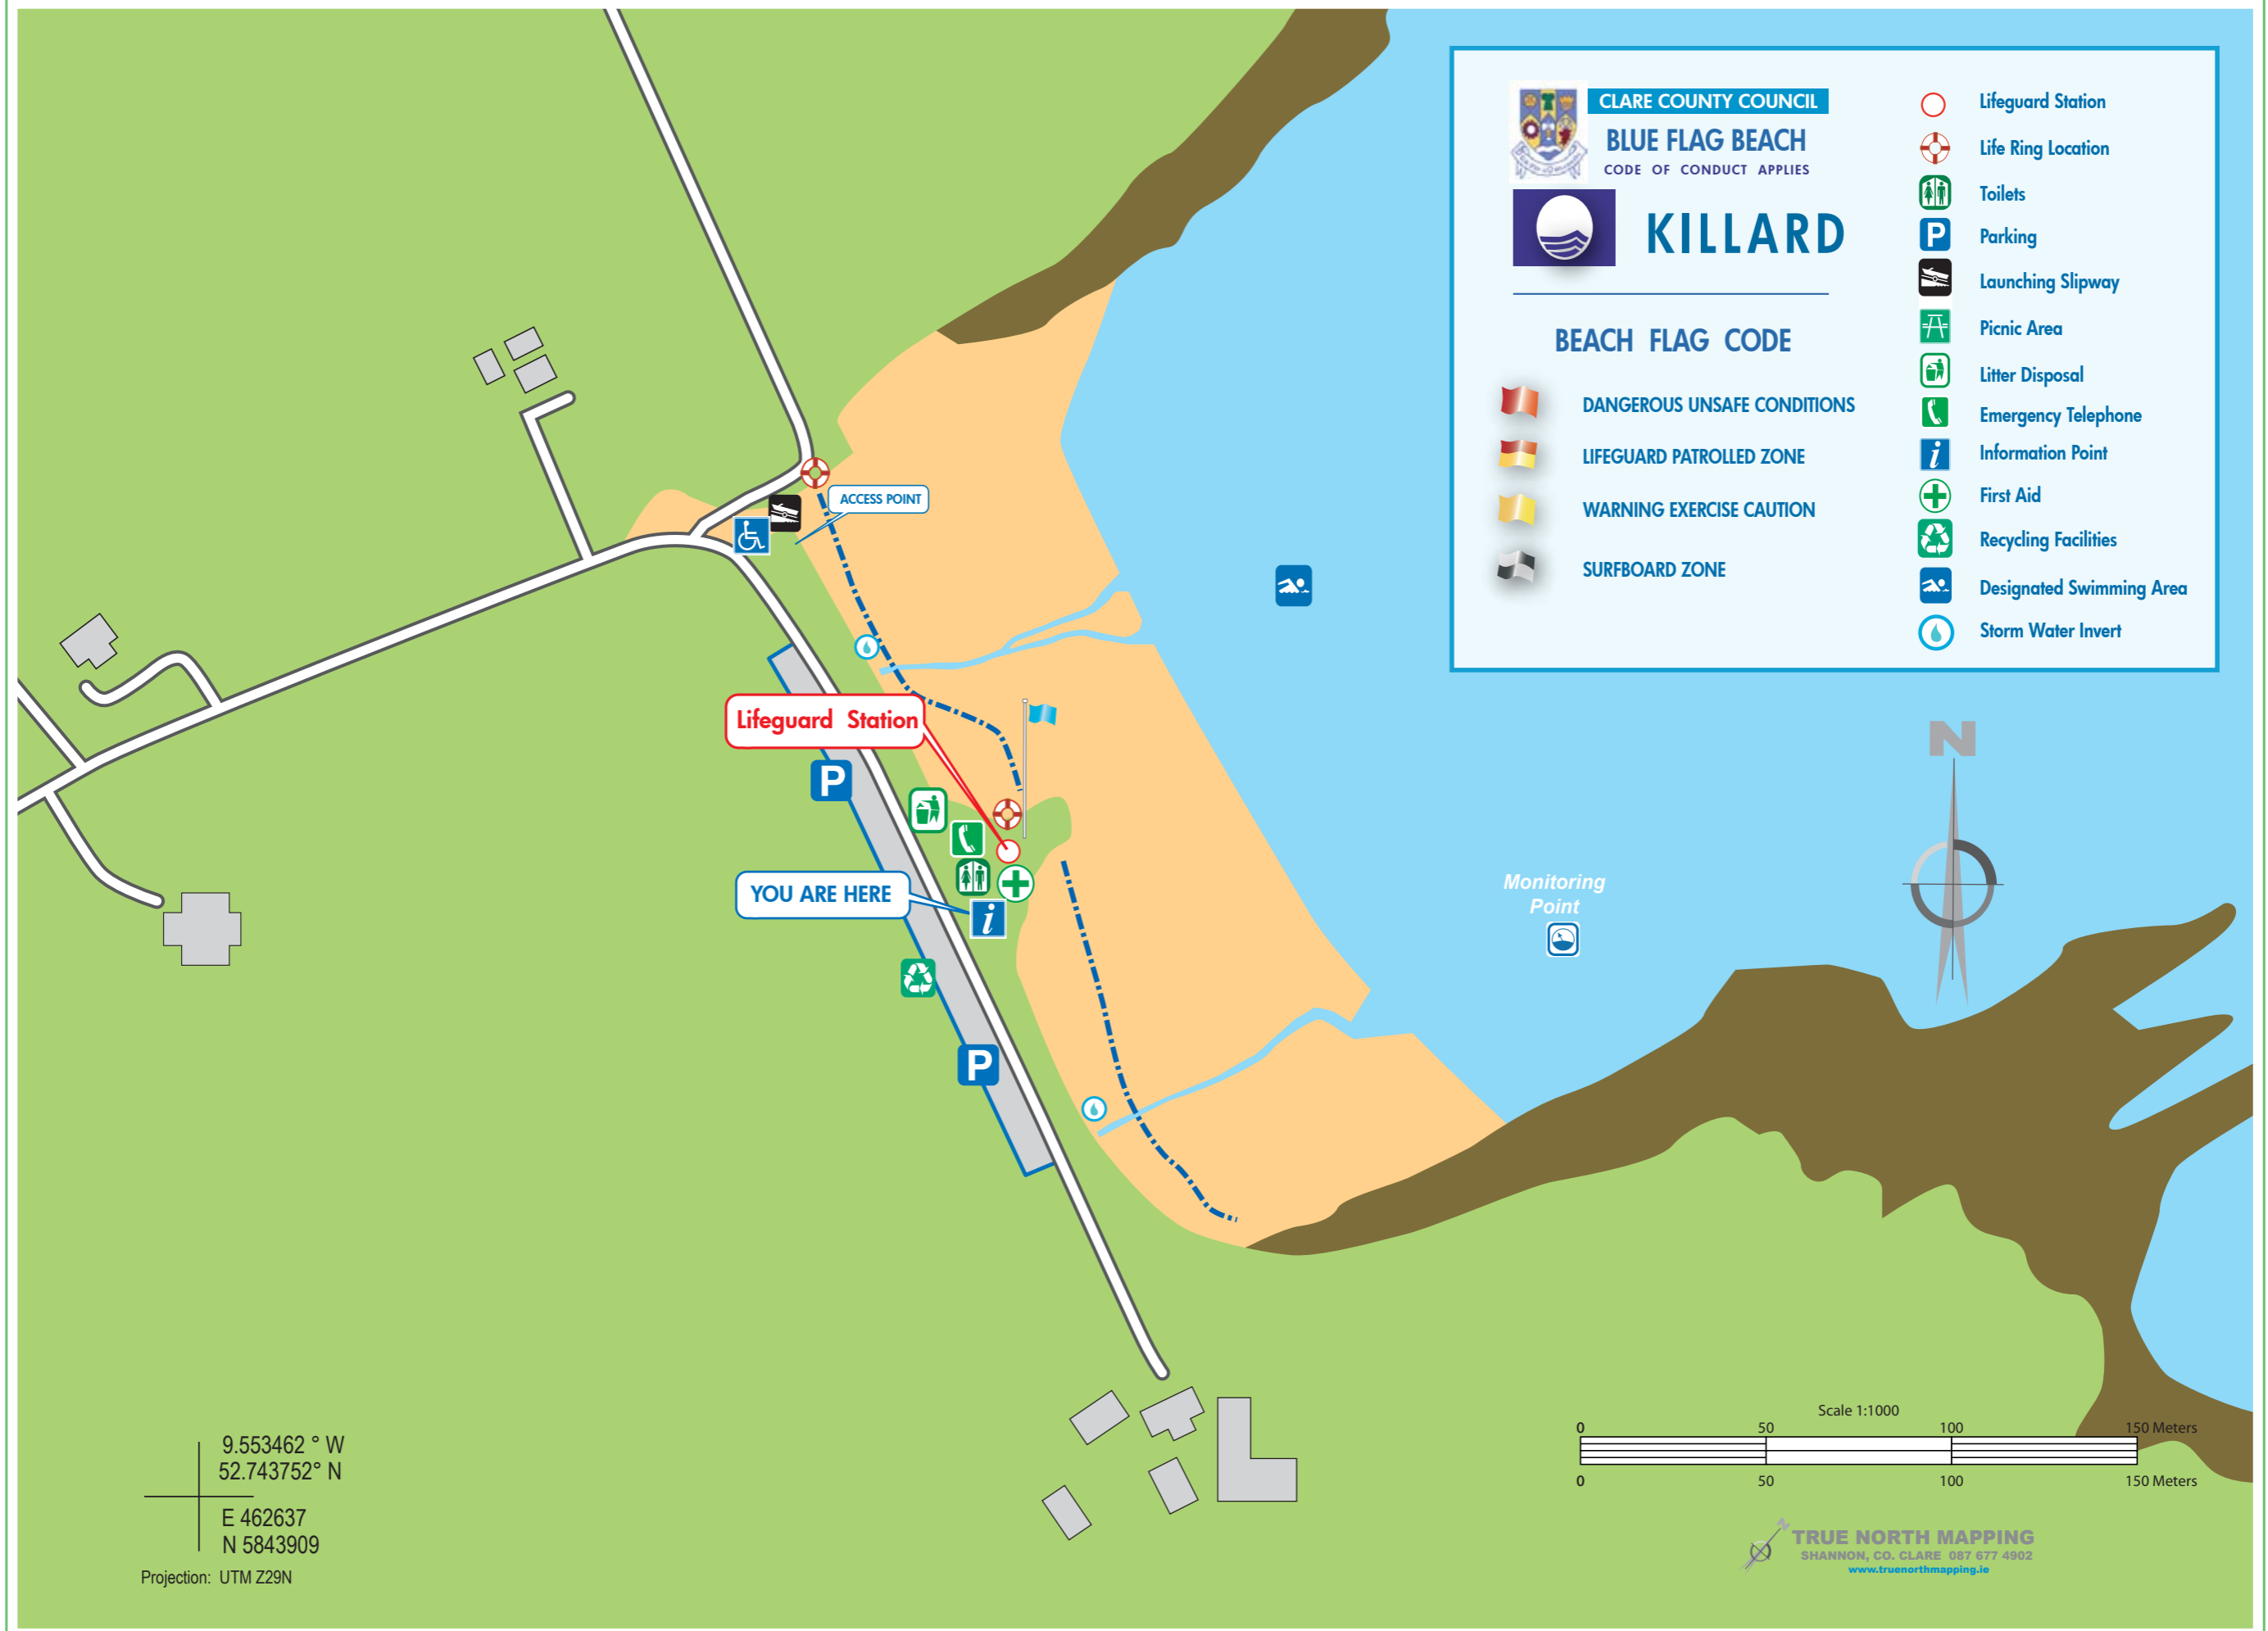 CLARE COUNTY COUNCIL
BLUE FLAG BEACH
CODE OF CONDUCT APPLIES
KILLARD
BEACH FLAG CODE
DANGEROUS UNSAFE CONDITIONS
LIFEGUARD PATROLLED ZONE
WARNING EXERCISE CAUTION
SURFBOARD ZONE
Lifeguard Station
Life Ring Location
Toilets
P
Parking
Launching Slipway
Picnic Area
Litter Disposal
Emergency Telephone
i
Information Point
First Aid
Recycling Facilities
Designated Swimming Area
Storm Water Invert
ACCESS POINT
Lifeguard Station
P
YOU ARE HERE
i
P
Monitoring
Point
N
9.553462 ° W
52.743752° N
E 462637
N 5843909
Projection: UTM Z29N
Scale 1:1000
0 50 100 150 Meters
0 50 100 150 Meters
N
TRUE NORTH MAPPING
SHANNON, CO. CLARE 087 677 4902
www.truenorthmapping.ie